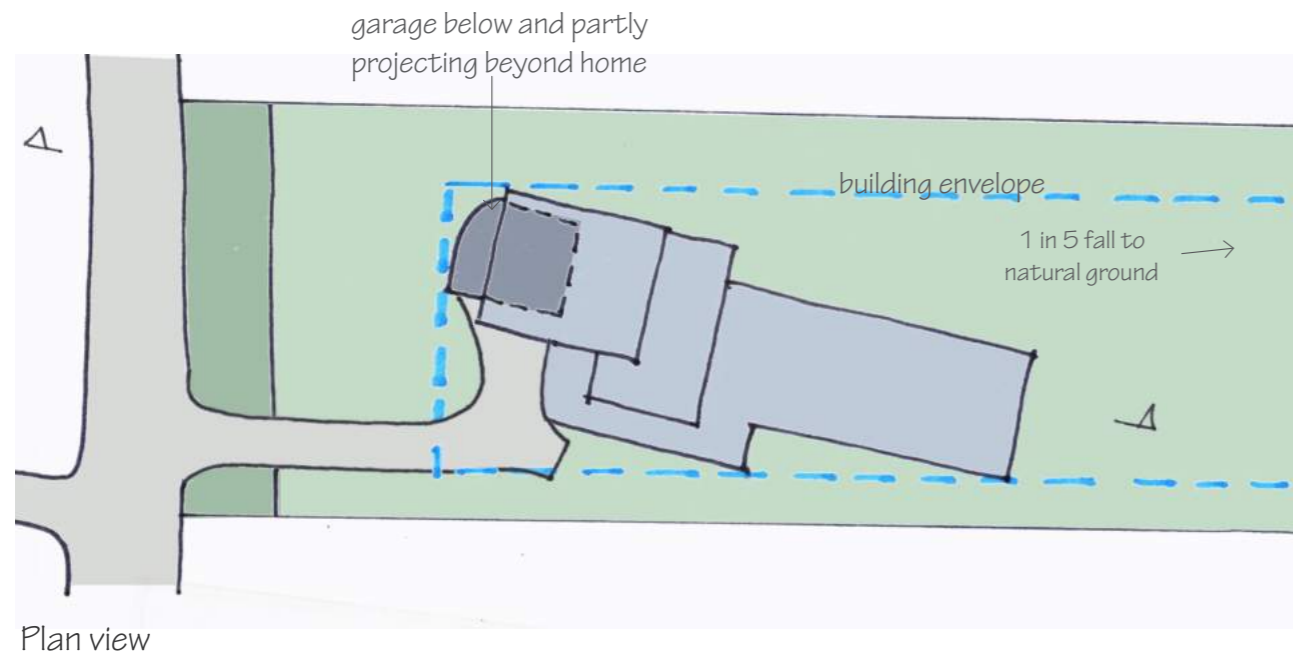 garage below and partly
projecting beyond home
building envelope
1 in 5 fall to
natural ground
Plan view